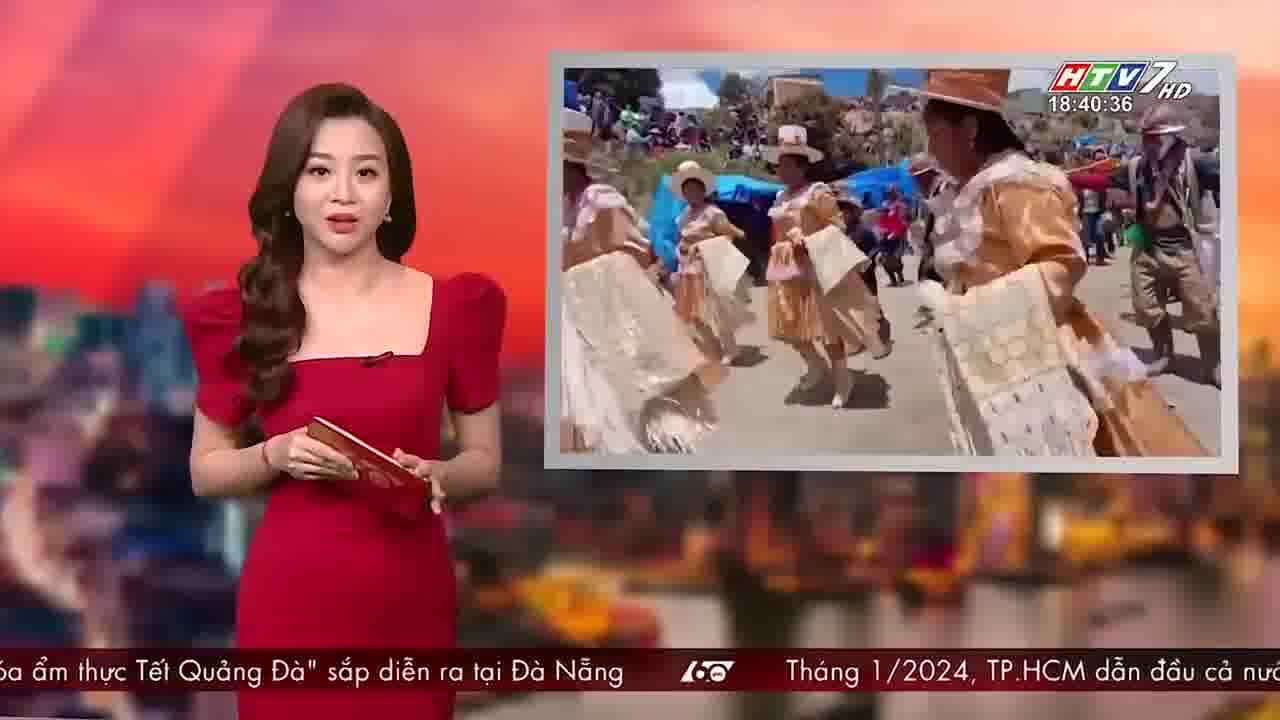 HTV7 HD
18:40:36
óa ẩm thực Tết Quảng Đà" sắp diễn ra tại Đà Nẵng 60 Tháng 1/2024, TP.HCM dẫn đầu cả nướ